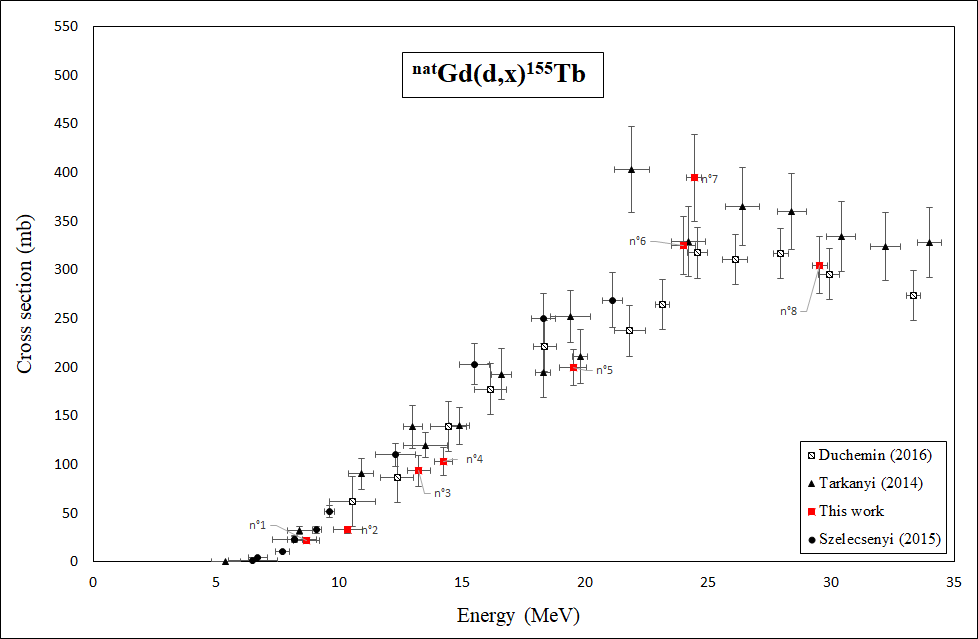 natGd(d,x)155Tb
Cross section (mb)
550
500
450
400
350
300
250
200
150
100
50
0
n°1
n°2
n°3
n°4
n°5
n°6
n°7
n°8
Duchemin (2016)
Tarkanyi (2014)
This work
Szelecsenyi (2015)
0 5 10 15 20 25 30 35
Energy (MeV)